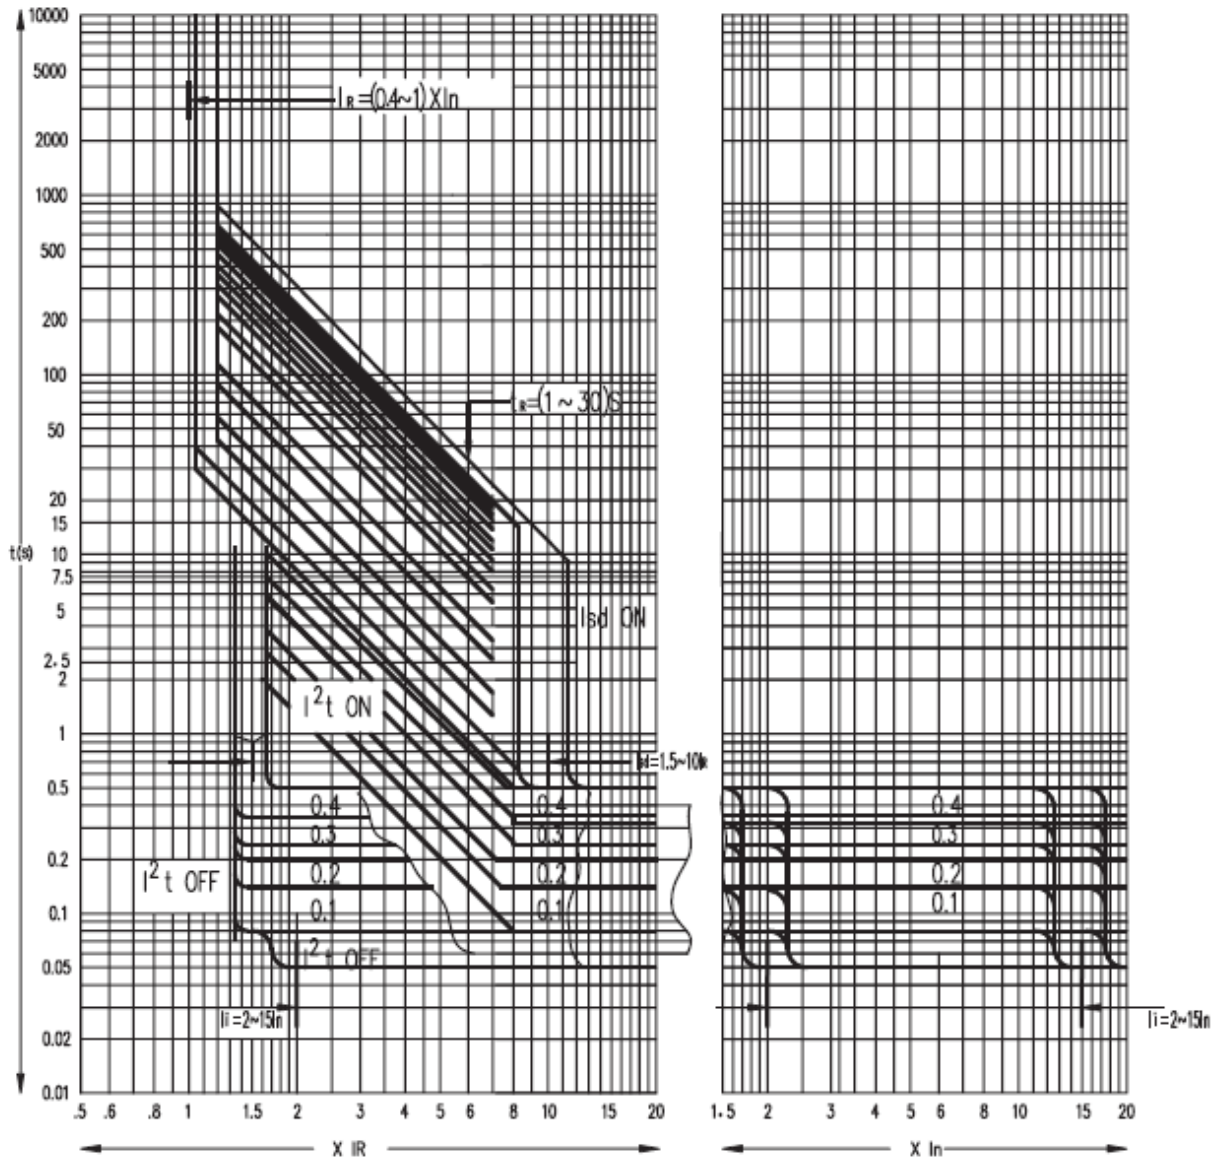 10000
5000
I R =(0.4~1)XIn
2000
1000
500
200
100
tR=(1~30)S
50
20
15
t(s)
10
7.5
5
Isd ON
2.5
2
I²t ON
1
Isd=1.5~10IR
0.5
0.4 0.4 0.4
0.3 0.3 0.3
0.2
I²t OFF 0.2 0.2 0.2
0.1 0.1 0.1
0.1
I²t OFF
0.05
Ii=2~15In Ii=2~15In
0.02
0.01
.5 .6 .8 1 1.5 2 3 4 5 6 8 10 15 20 1.5 2 3 4 5 6 8 10 15 20
X IR X In